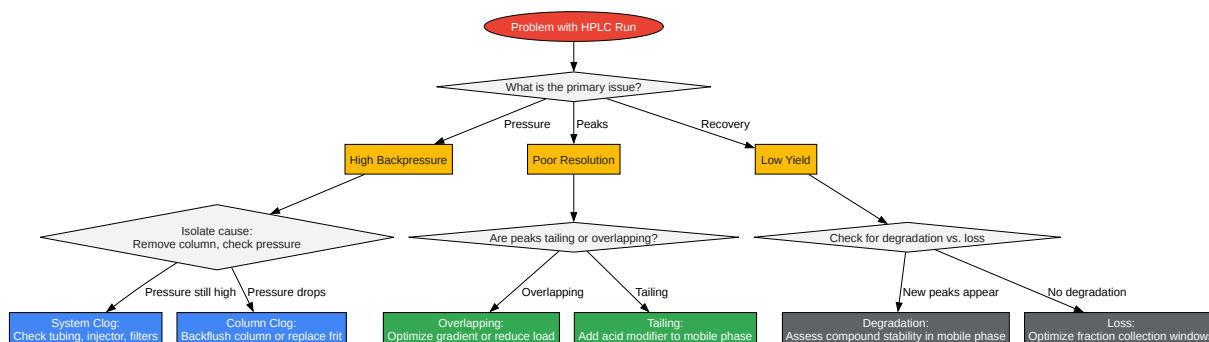 Problem with HPLC Run
What is the primary issue?
Pressure
Peaks
Recovery
High Backpressure
Poor Resolution
Low Yield
Isolate cause:
Remove column, check pressure
Are peaks tailing or overlapping?
Check for degradation vs. loss
Pressure still high
Pressure drops
Overlapping
Tailing
New peaks appear
No degradation
System Clog:
Check tubing, injector, filters
Column Clog:
Backflush column or replace frit
Overlapping:
Optimize gradient or reduce load
Tailing:
Add acid modifier to mobile phase
Degradation:
Assess compound stability in mobile phase
Loss:
Optimize fraction collection windows